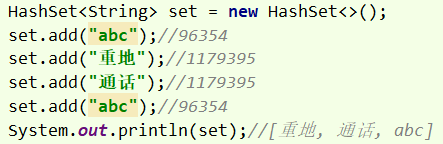 HashSet<String> set = new HashSet<>();
set.add("abc");//96354
set.add("重地");//1179395
set.add("通话");//1179395
set.add("abc");//96354
System.out.println(set);//[重地, 通话, abc]